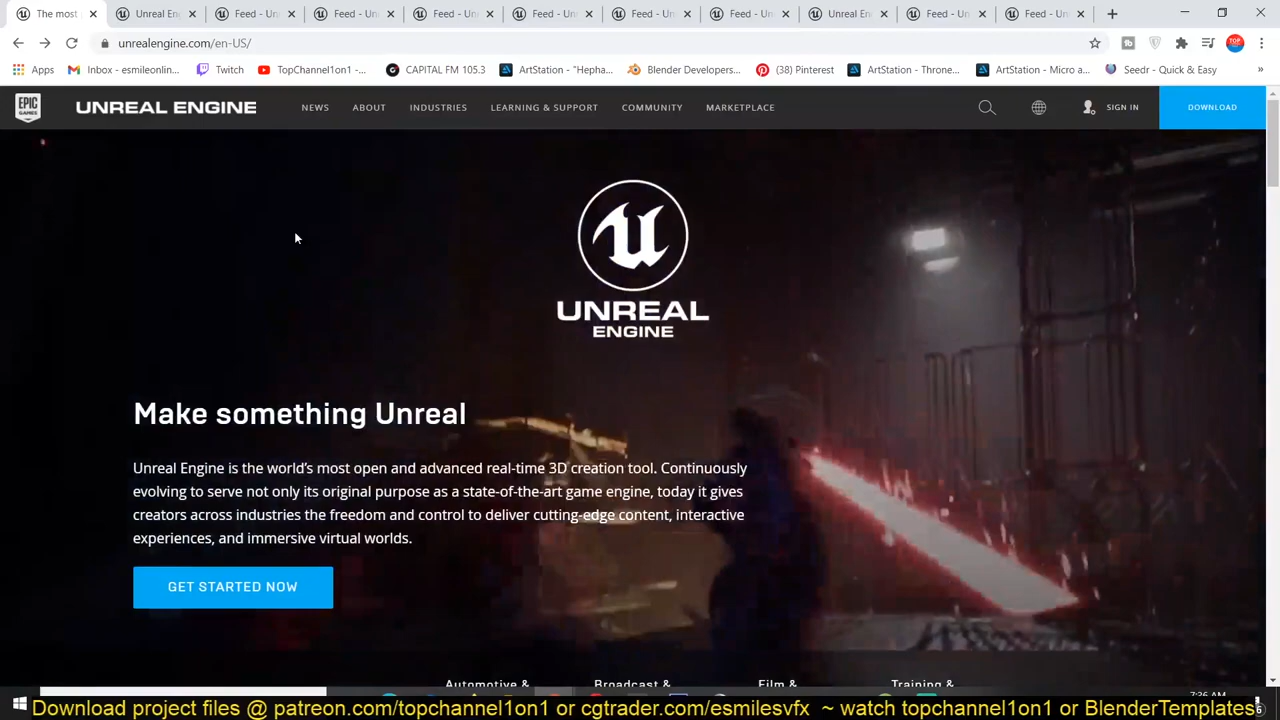 The most
Unreal Eng
Feed - Un
Feed - Un
Feed - Un
Feed - Un
Feed - Un
Feed - Un
Unreal Eng
Feed - Un
Feed - Un
unrealengine.com/en-US/
Apps
Inbox - esmileonlin...
Twitch
TopChannel1on1 -...
CAPITAL FM 105.3
ArtStation - "Hepha...
Blender Developers...
(38) Pinterest
ArtStation - Throne...
ArtStation - Micro a...
Seedr - Quick & Easy
EPIC GAMES
UNREAL ENGINE
NEWS
ABOUT
INDUSTRIES
LEARNING & SUPPORT
COMMUNITY
MARKETPLACE
SIGN IN
DOWNLOAD
UNREAL
ENGINE
Make something Unreal
Unreal Engine is the world's most open and advanced real-time 3D creation tool. Continuously
evolving to serve not only its original purpose as a state-of-the-art game engine, today it gives
creators across industries the freedom and control to deliver cutting-edge content, interactive
experiences, and immersive virtual worlds.
GET STARTED NOW
Automotive &
Broadcast &
Film &
Training &
7:36 AM
Download project files @ patreon.com/topchannel1on1 or cgtrader.com/esmilesvfx ~ watch topchannel1on1 or BlenderTemplates